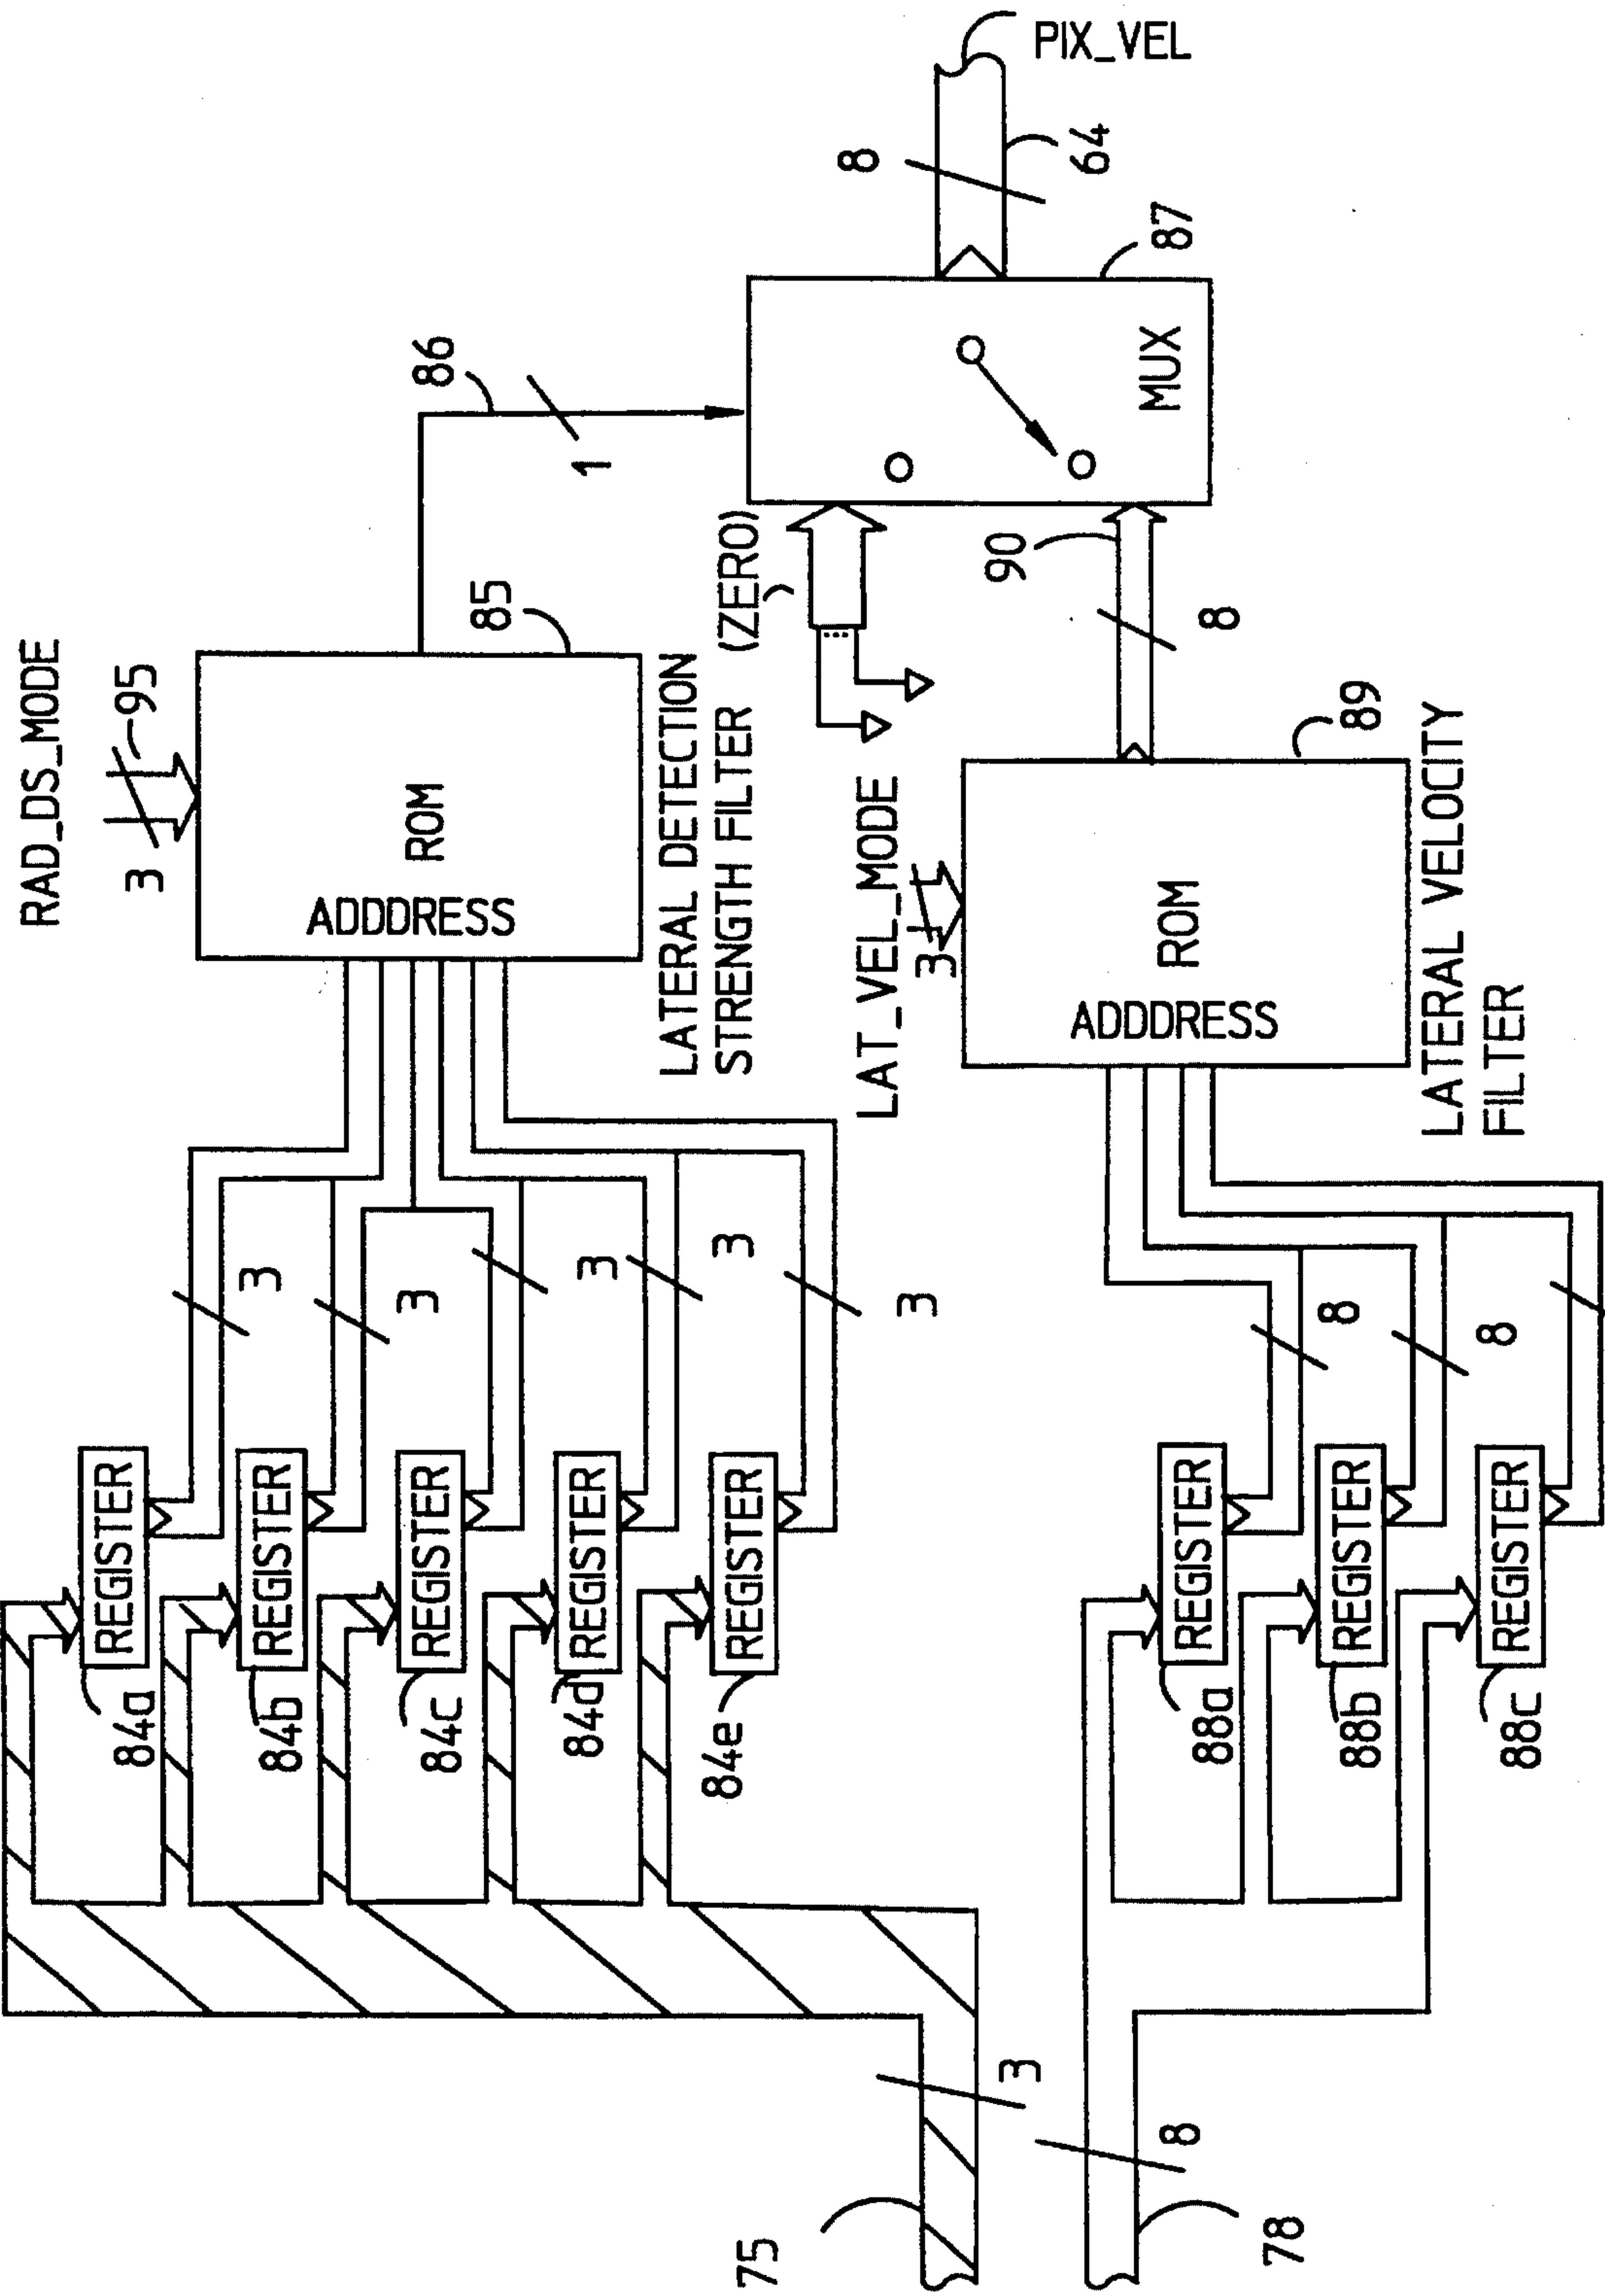 75
78
3
8
84a
REGISTER
84b
REGISTER
84c
REGISTER
84d
REGISTER
84e
REGISTER
88a
REGISTER
88b
REGISTER
88c
REGISTER
3
3
3
3
3
8
8
RAD_DS_MODE
3
95
ADDDRESS
ROM
85
LATERAL DETECTION
STRENGTH FILTER
86
1
(ZERO)
LAT_VEL_MODE
3
ADDDRESS
ROM
89
LATERAL VELOCITY
FILTER
90
8
MUX
87
8
64
PIX_VEL